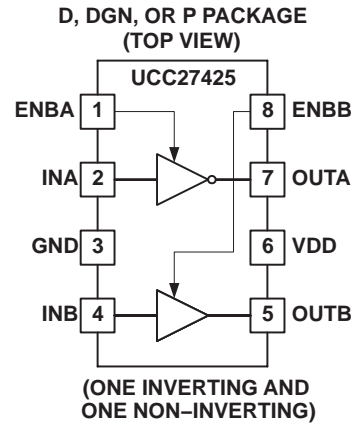 D, DGN, OR P PACKAGE
(TOP VIEW)
UCC27425
ENBA 1 8 ENBB
INA 2 7 OUTA
GND 3 6 VDD
INB 4 5 OUTB
(ONE INVERTING AND
ONE NON–INVERTING)